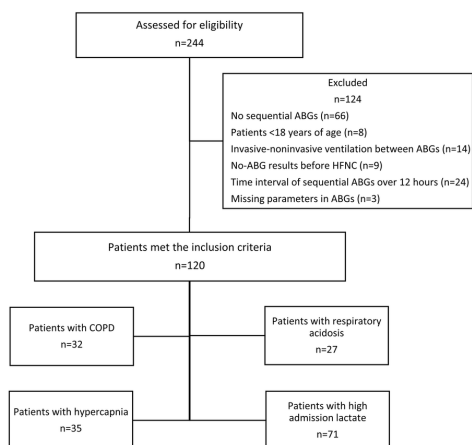 Assessed for eligibility
n=244
Excluded
n=124
No sequential ABGs (n=66)
Patients <18 years of age (n=8)
Invasive-noninvasive ventilation between ABGs (n=14)
No-ABG results before HFNC (n=9)
Time interval of sequential ABGs over 12 hours (n=24)
Missing parameters in ABGs (n=3)
Patients met the inclusion criteria
n=120
Patients with COPD
n=32
Patients with respiratory
acidosis
n=27
Patients with hypercapnia
n=35
Patients with high
admission lactate
n=71